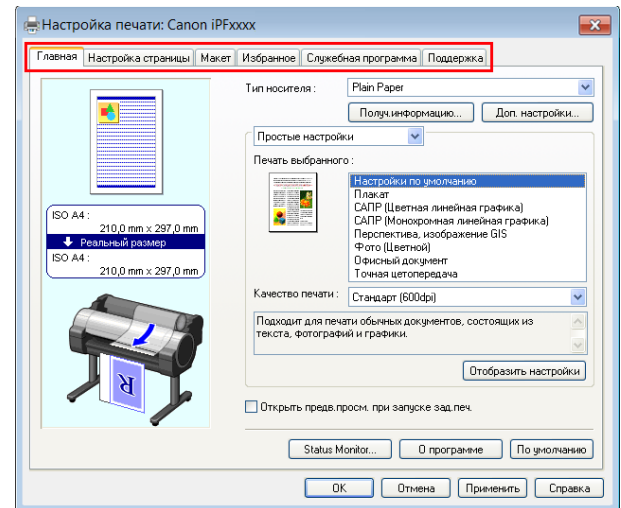 Настройка печати: Canon iPFxxxx
Главная Настройка страницы Макет Избранное Служебная программа Поддержка
Тип носителя : Plain Paper
Получ.информацию... Доп. настройки...
Простые настройки
Печать выбранного :
Настройки по умолчанию
Плакат
САПР (Цветная линейная графика)
САПР (Монохромная линейная графика)
Перспектива, изображение GIS
Фото (Цветной)
Офисный документ
Точная цетопередача
ISO A4 :
210,0 mm x 297,0 mm
Реальный размер
ISO A4 :
210,0 mm x 297,0 mm
Качество печати : Стандарт (600dpi)
Подходит для печати обычных документов, состоящих из
текста, фотографий и графики.
R
Отобразить настройки
Открыть предв.просм. при запуске зад.печ.
Status Monitor... О программе По умолчанию
OK Отмена Применить Справка